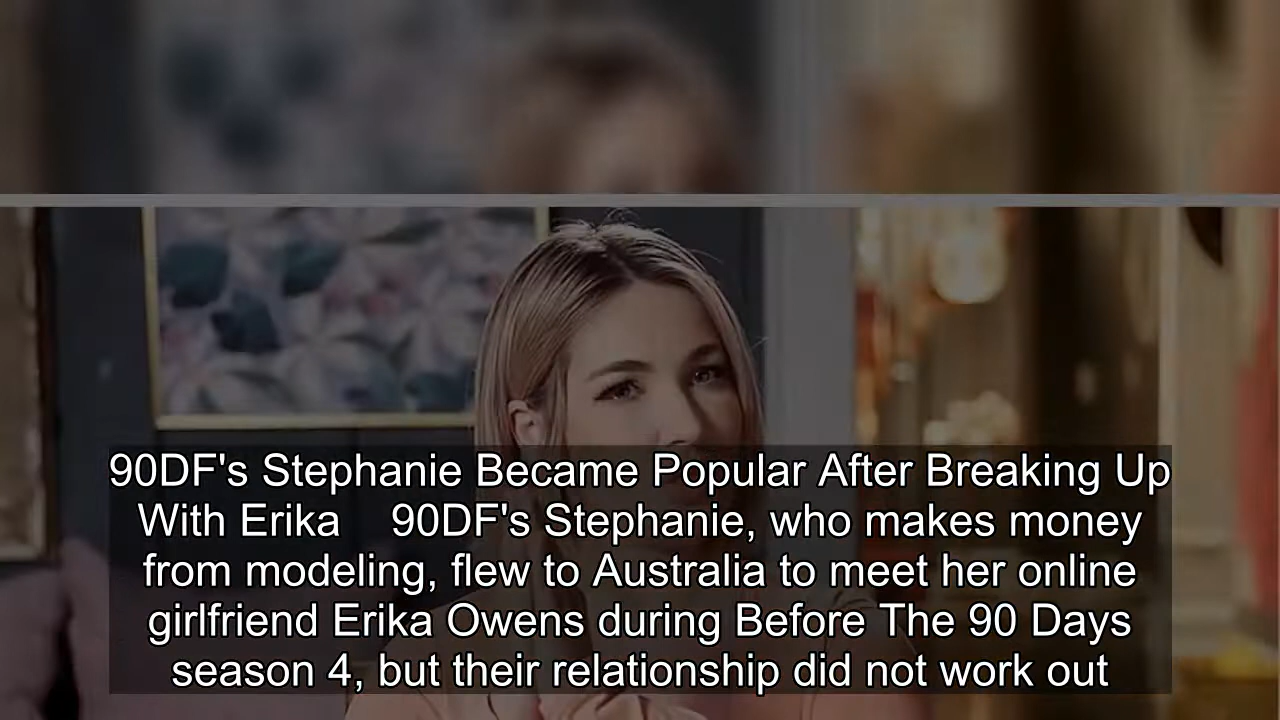 90DF's Stephanie Became Popular After Breaking Up
With Erika    90DF's Stephanie, who makes money
from modeling, flew to Australia to meet her online
girlfriend Erika Owens during Before The 90 Days
season 4, but their relationship did not work out